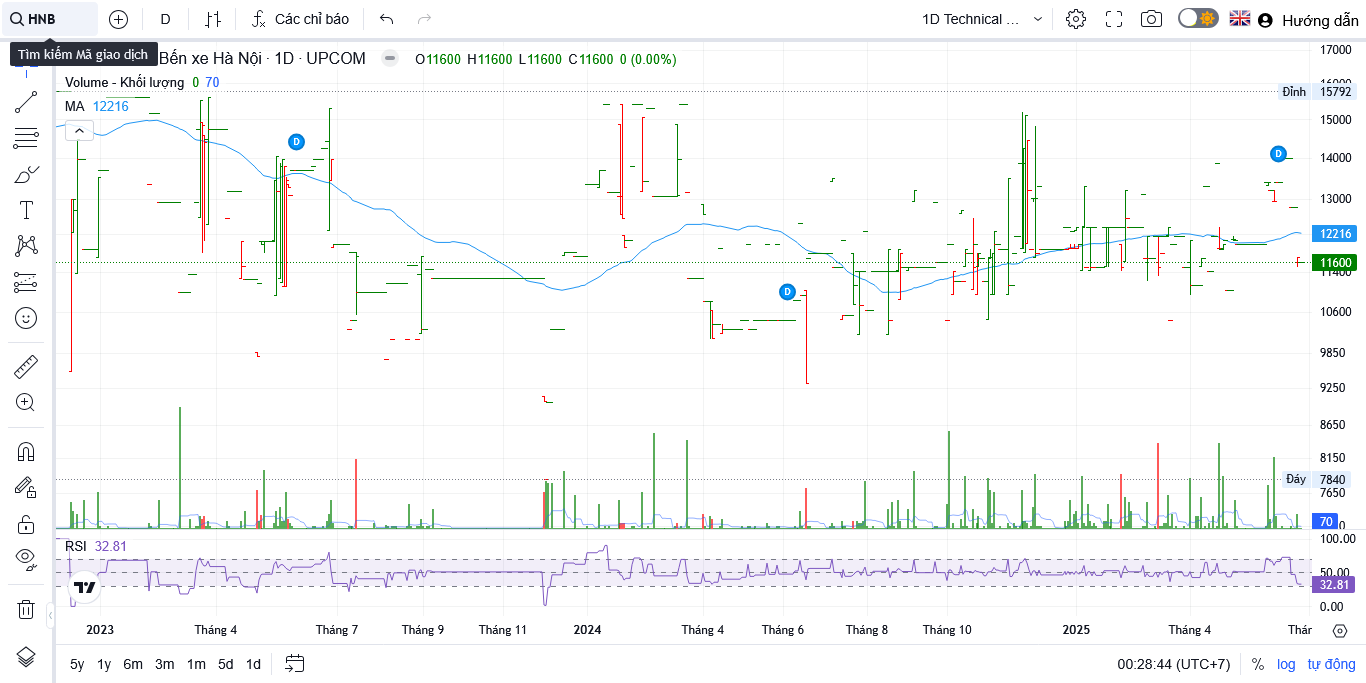 HNB
D
Các chỉ báo
1D Technical ...
Hướng dẫn
Tìm kiếm Mã giao dịch
Bến xe Hà Nội · 1D · UPCOM
O11600 H11600 L11600 C11600 0 (0.00%)
Volume - Khối lượng 0 70
MA 12216
17000
16000
Đỉnh 15792
15000
14000
13000
12216
11600
11400
10600
9850
9250
8650
8150
Đáy 7840
7650
70
0
D
D
D
RSI 32.81
100.00
50.00
32.81
0.00
2023 Tháng 4 Tháng 7 Tháng 9 Tháng 11 2024 Tháng 4 Tháng 6 Tháng 8 Tháng 10 2025 Tháng 4 Thár
5y 1y 6m 3m 1m 5d 1d
00:28:44 (UTC+7) % log tự động